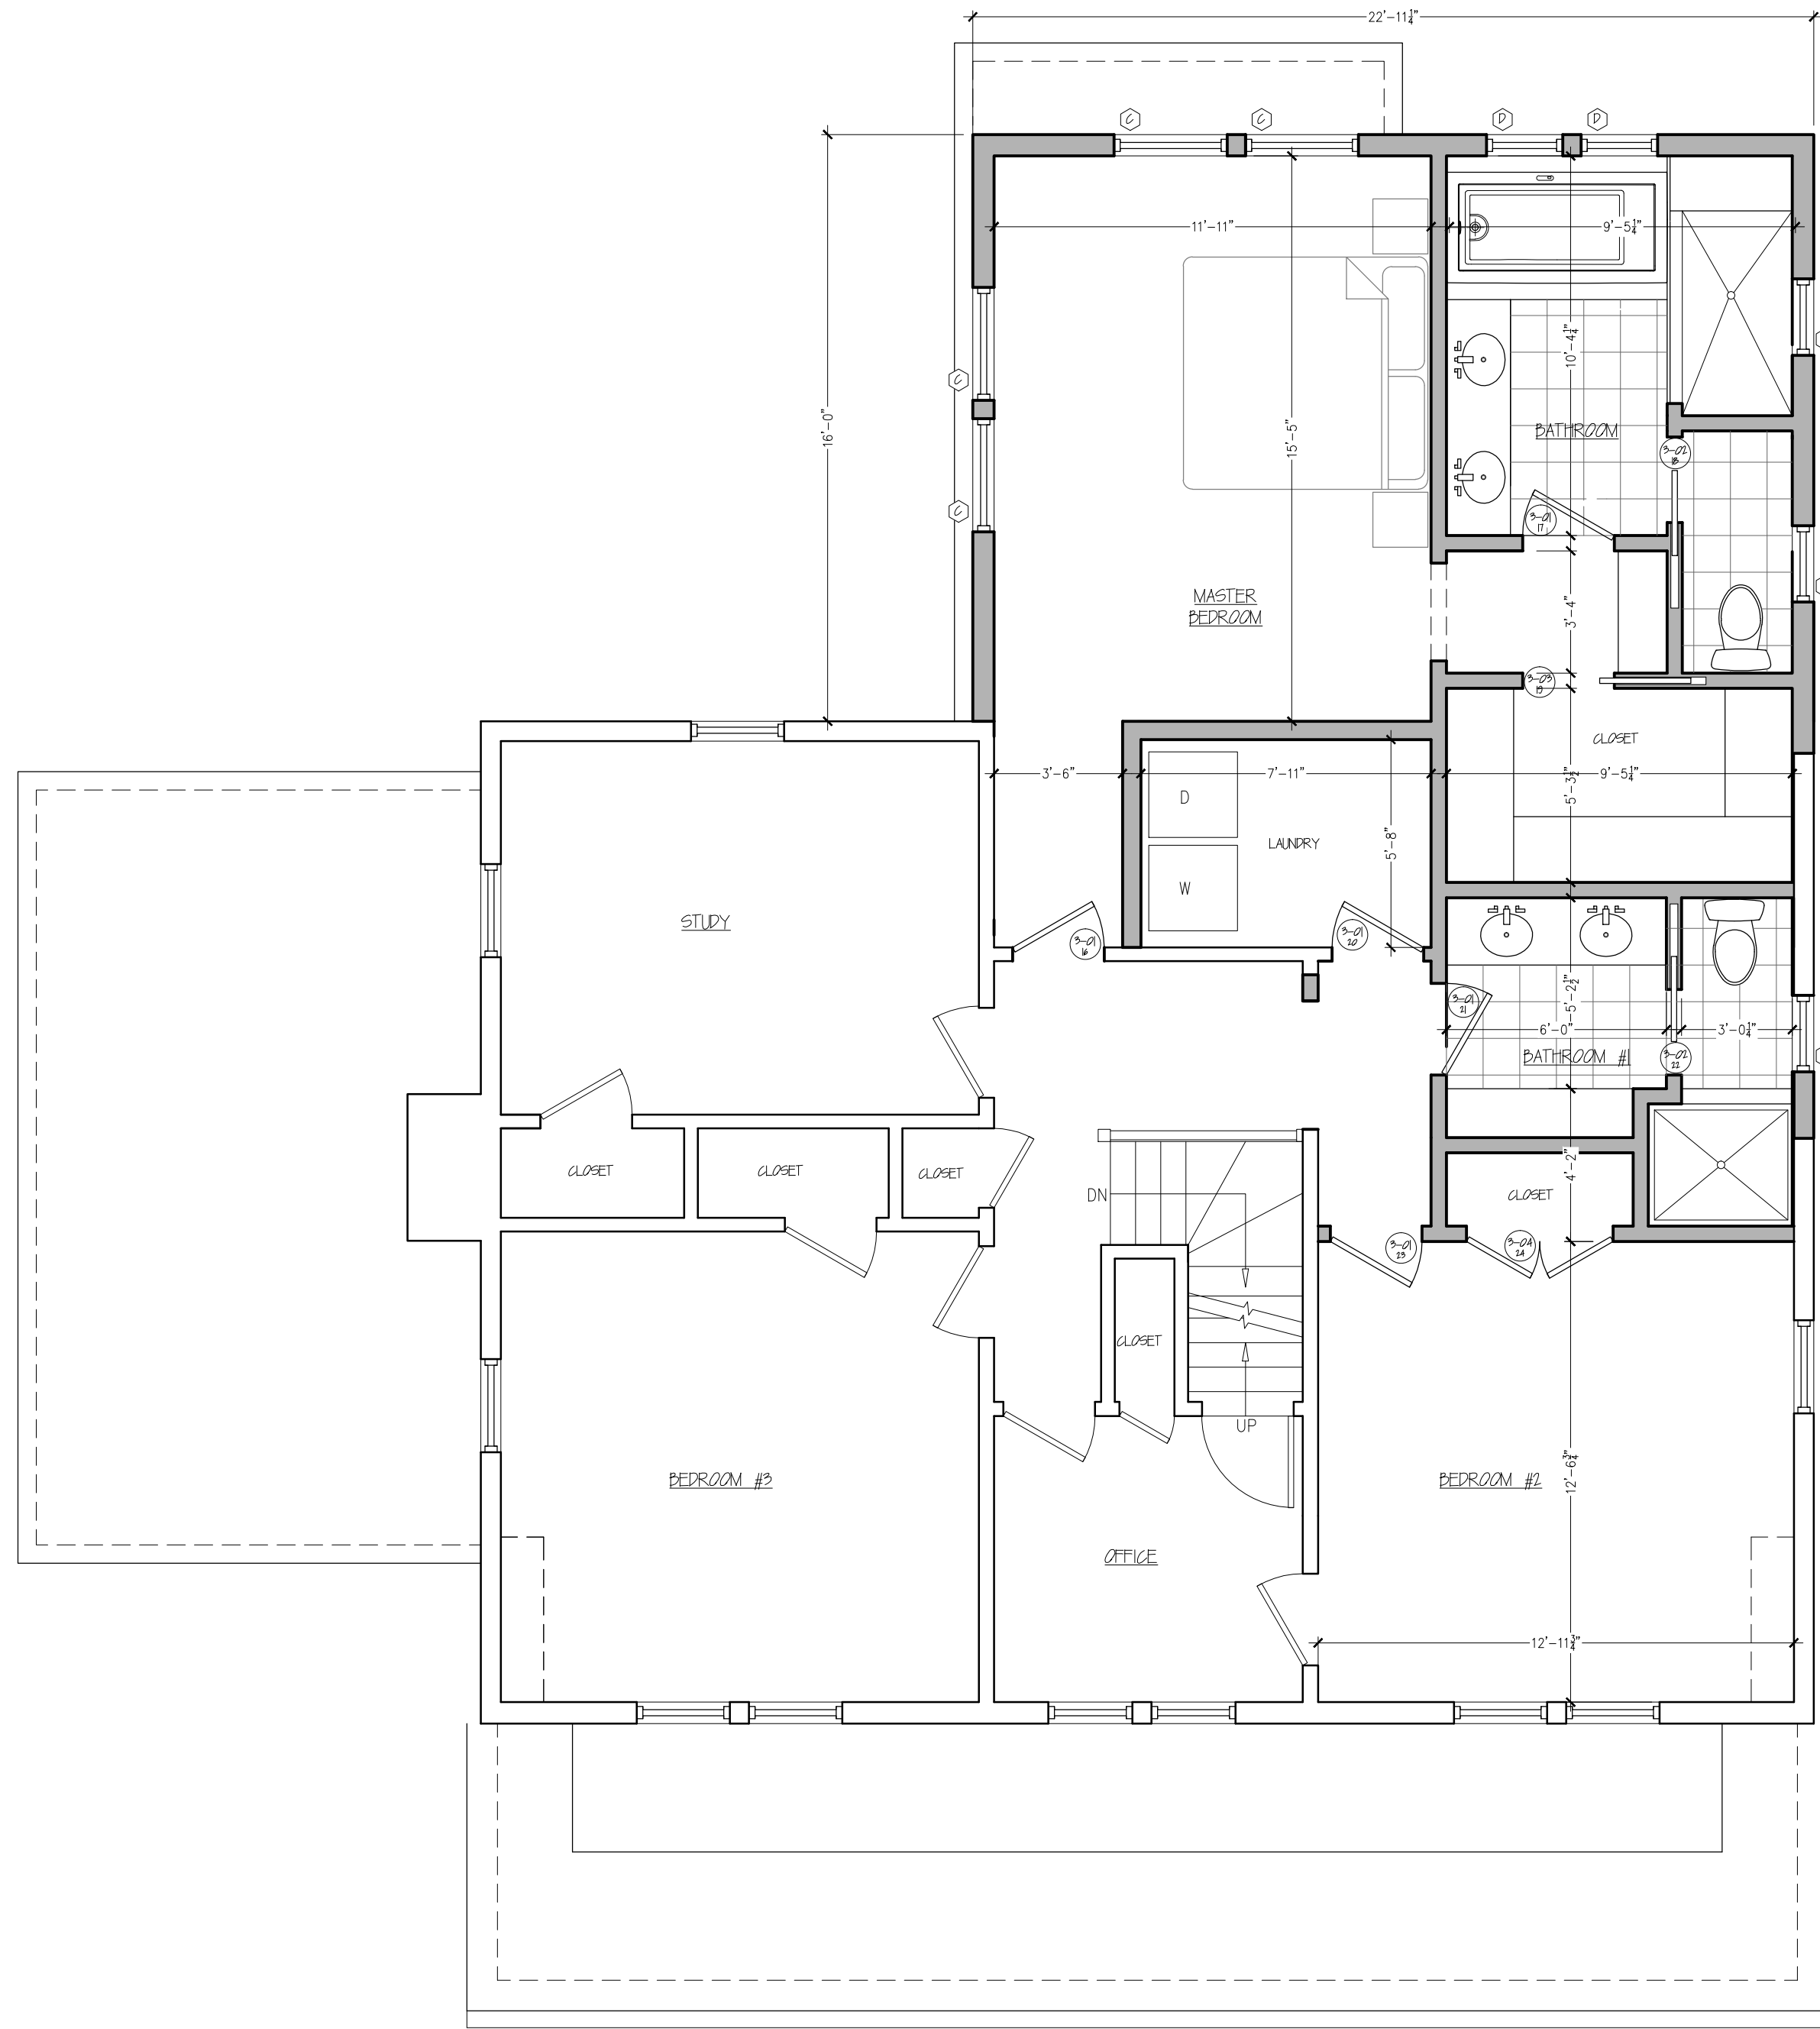 22'-11¼"
C
C
D
D
11'-11"
9'-5¼"
10'-4¼"
C
16'-0"
15'-5"
BATHROOM
3-02
18
C
3-01
17
MASTER
BEDROOM
3'-4"
3-03
19
CLOSET
3'-6"
7'-11"
9'-5¼"
5'-3½"
D
5'-8"
LAUNDRY
W
STUDY
3-01
16
3-01
20
3-01
21
5'-2½"
6'-0"
3'-0¼"
BATHROOM #1
3-02
22
CLOSET
CLOSET
CLOSET
4'-2"
DN
CLOSET
3-01
23
3-04
24
CLOSET
UP
BEDROOM #3
BEDROOM #2
12'-6¾"
OFFICE
12'-11¾"